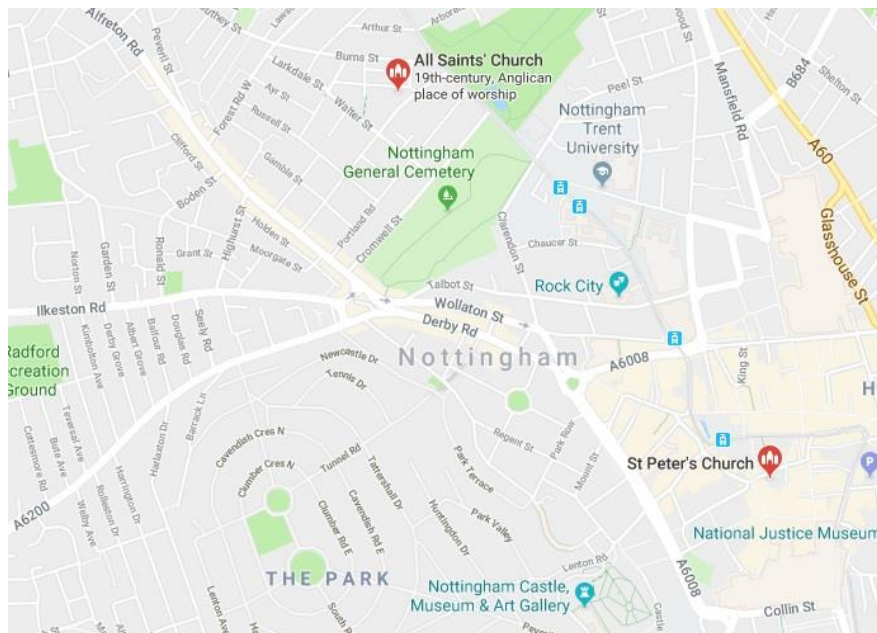 Alfreton Rd
Peveril St
Arthur St
Burns St
All Saints' Church
19th-century, Anglican
place of worship
Mansfield Rd
B684
Shelton St
Larkdale St
Ayr St
Walter St
Forest Rd W
Russell St
Peel St
Nottingham
Trent
University
A60
Clifford St
Gamble St
Nottingham
General Cemetery
Boden St
Portland Rd
Cromwell St
Clarendon St
Glasshouse St
Highurst St
Holden St
Moorgate St
Chaucer St
Grant St
Ronald St
Garden St
Norton St
Talbot St
Rock City
Ilkeston Rd
Wollaton St
Derby Rd
Seely Rd
Douglas Rd
Balfour Rd
Albert Grove
Derby Grove
Kimbolton Ave
Radford
Recreation
Ground
Newcastle Dr
Nottingham
A6008
King St
Tennis Dr
H
Barrack Ln
Harlaxton Dr
Teversal Ave
Bute Ave
Cottesmore Rd
Cavendish Cres N
Regent St
Park Row
Mount St
St Peter's Church
P
Clumber Cres N
Tunnel Rd
Tattershall Dr
Park Terrace
Harrington Dr
Rolleston Dr
Welby Ave
A6200
Clumber Rd E
Cavendish Rd E
Huntingdon Dr
Park Valley
National Justice Museum
THE PARK
Lenton Rd
A6008
Nottingham Castle,
Museum & Art Gallery
Lenton Ave
South R
Castle
Collin St